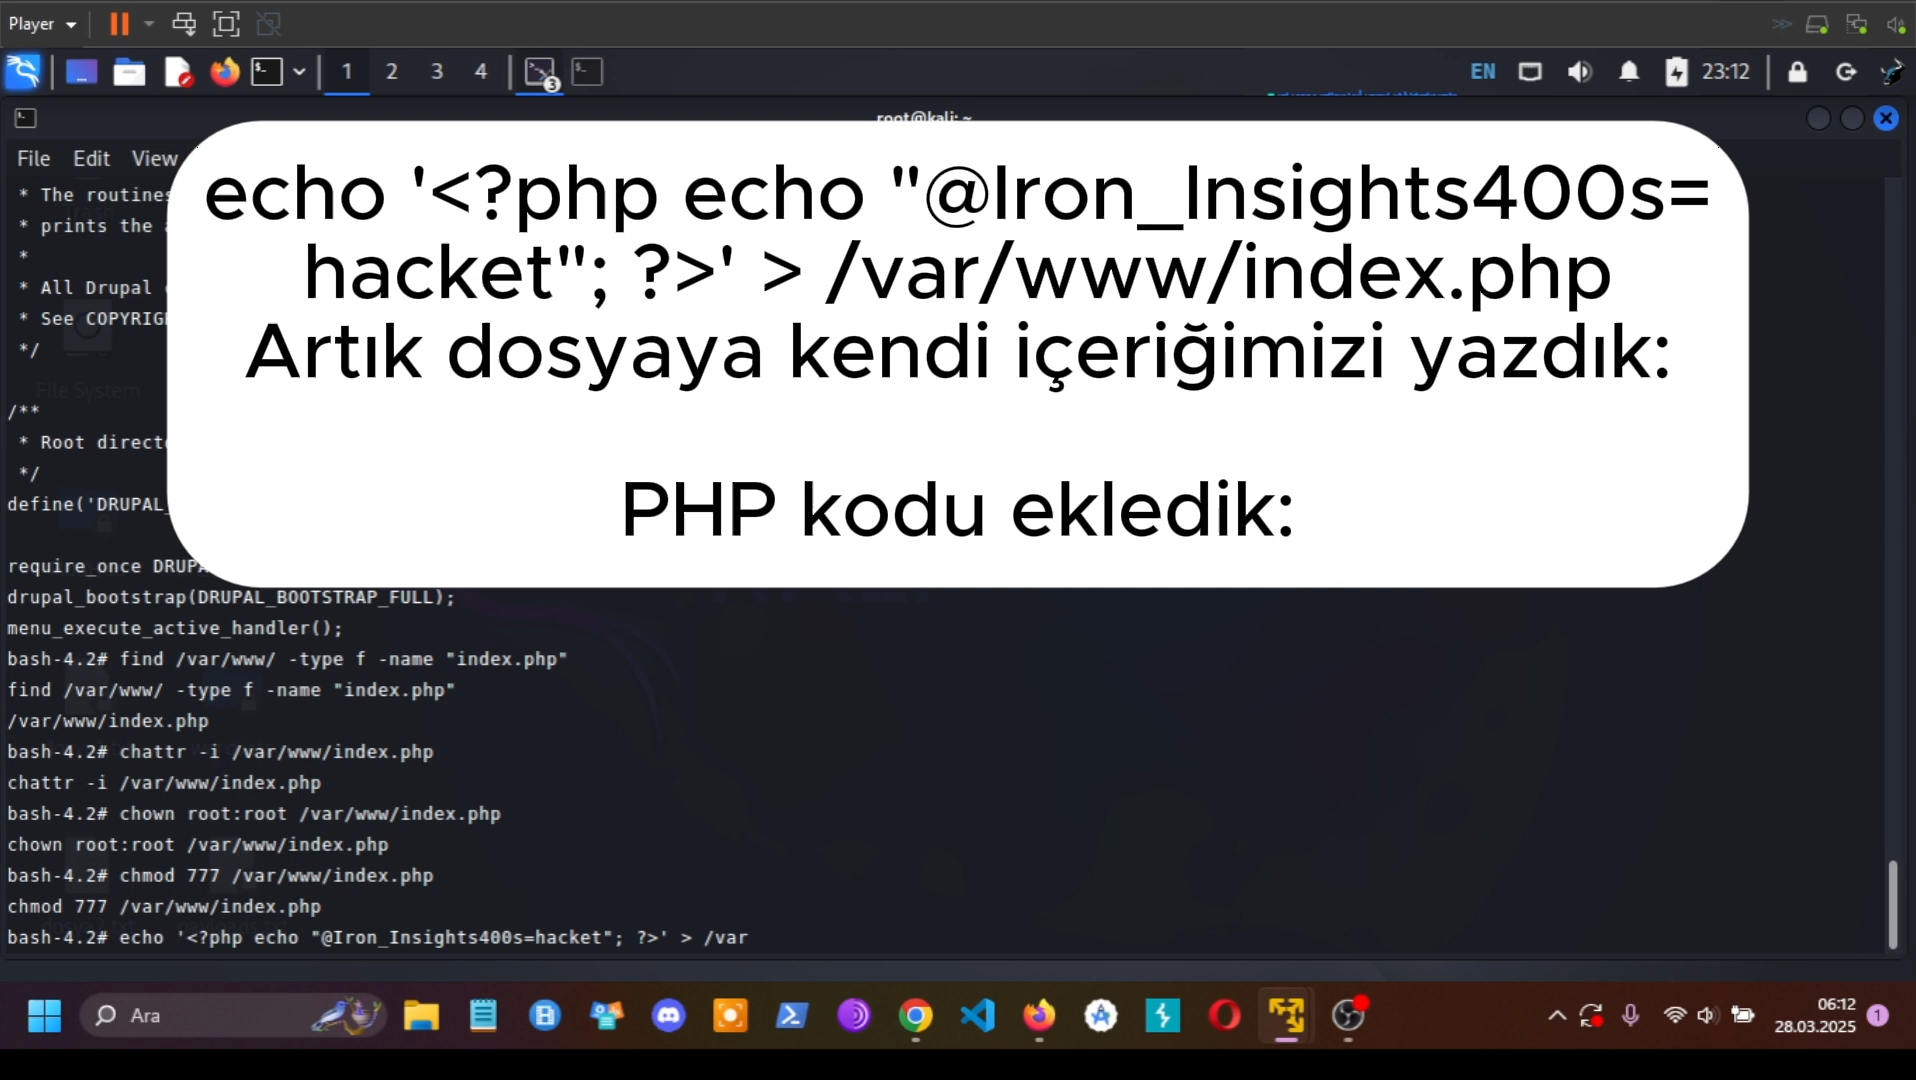 Player
1 2 3 4
3
EN
23:12
root@kali: ~
File Edit View
echo '<?php echo "@Iron_Insights400s=
hacket"; ?>' > /var/www/index.php
Artık dosyaya kendi içeriğimizi yazdık:
PHP kodu ekledik:
* The routines
* prints the
*
* All Drupal
* See COPYRIGH
*/
File System
/**
* Root direct
*/
define('DRUPAL_
require_once DRUPA
drupal_bootstrap(DRUPAL_BOOTSTRAP_FULL);
menu_execute_active_handler();
bash-4.2# find /var/www/ -type f -name "index.php"
find /var/www/ -type f -name "index.php"
/var/www/index.php
bash-4.2# chattr -i /var/www/index.php
chattr -i /var/www/index.php
bash-4.2# chown root:root /var/www/index.php
chown root:root /var/www/index.php
bash-4.2# chmod 777 /var/www/index.php
chmod 777 /var/www/index.php
bash-4.2# echo '<?php echo "@Iron_Insights400s=hacket"; ?>' > /var
Ara
06:12
28.03.2025
1